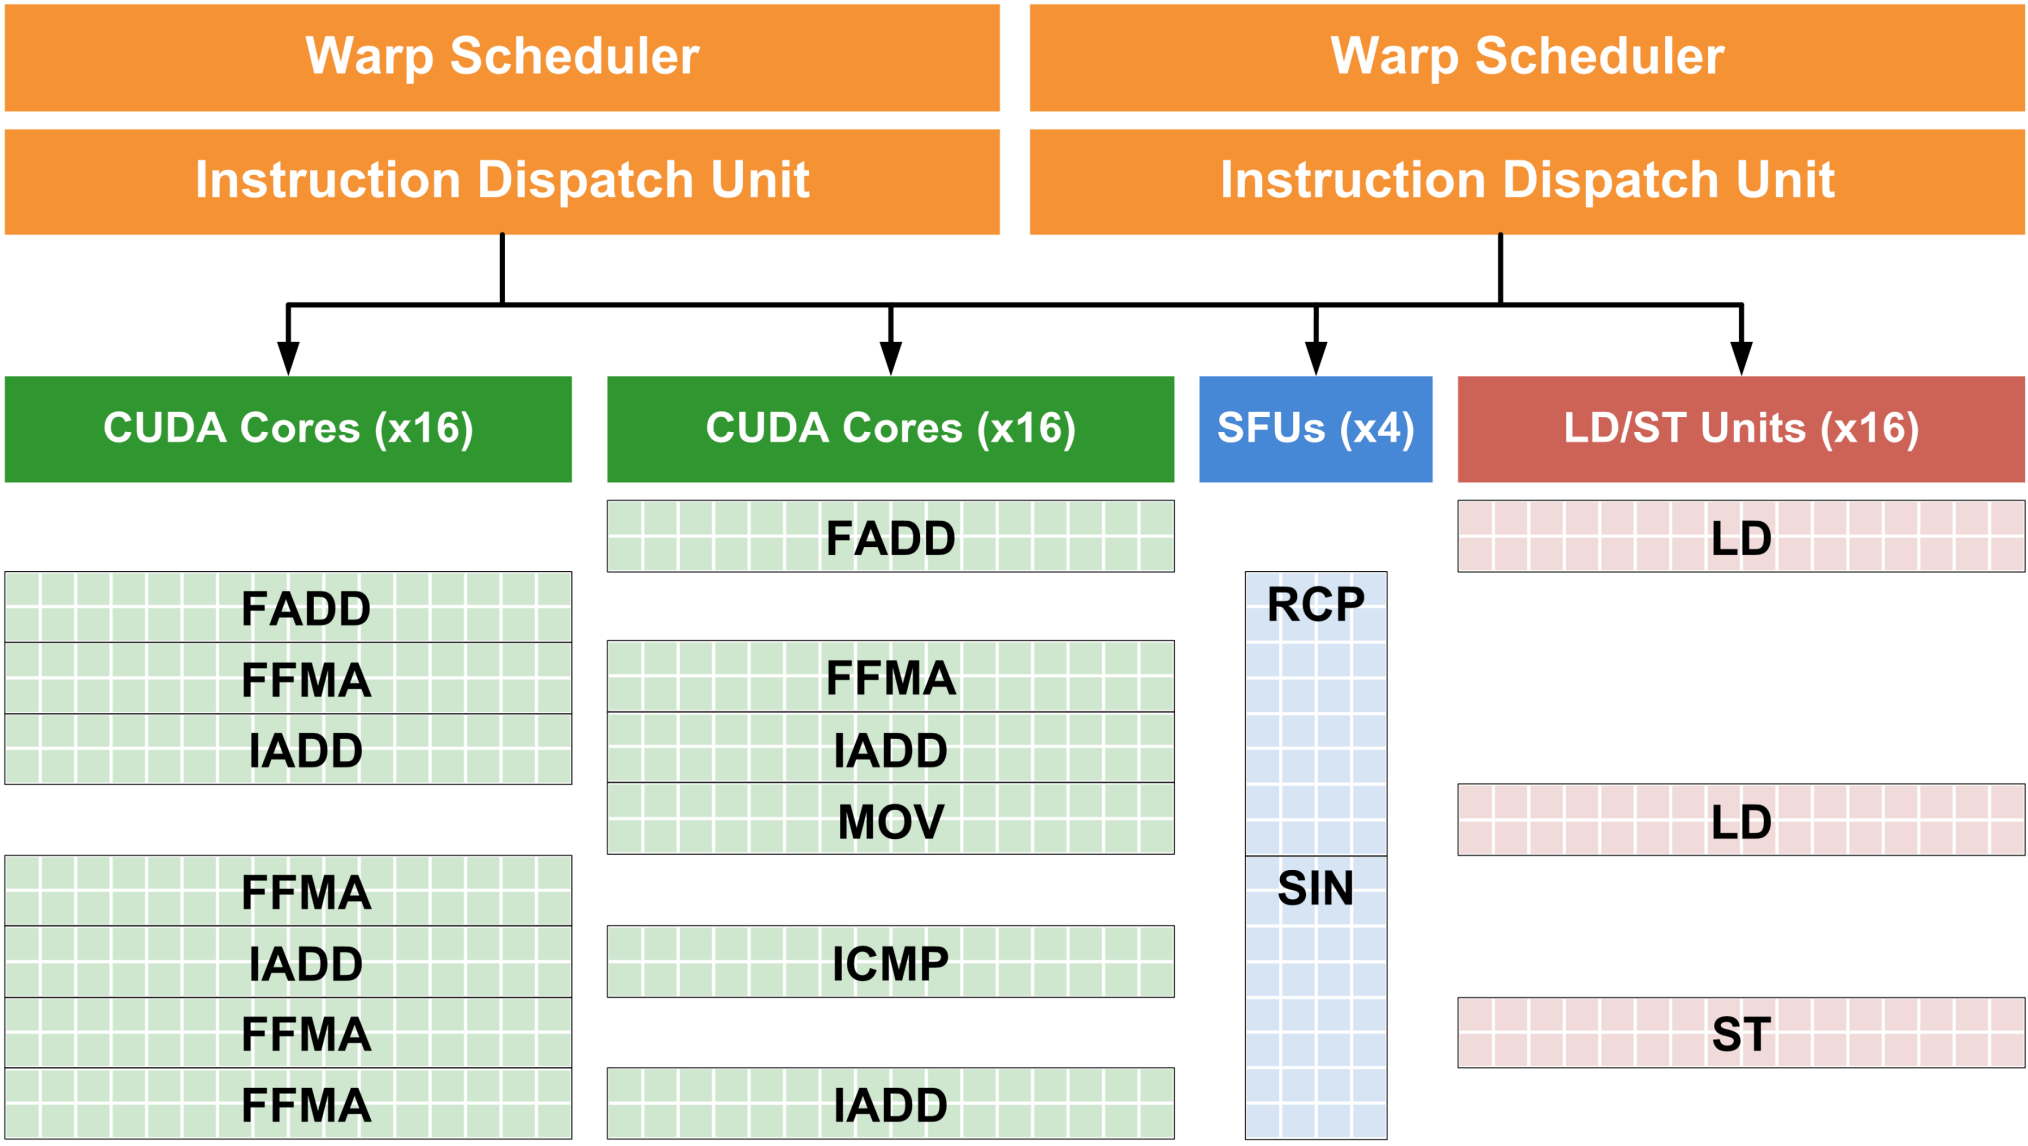 Warp Scheduler
Warp Scheduler
Instruction Dispatch Unit
Instruction Dispatch Unit
CUDA Cores (x16)
CUDA Cores (x16)
SFUs (x4)
LD/ST Units (x16)
FADD
LD
FADD
RCP
FFMA
FFMA
IADD
IADD
MOV
LD
FFMA
SIN
IADD
ICMP
FFMA
ST
FFMA
IADD